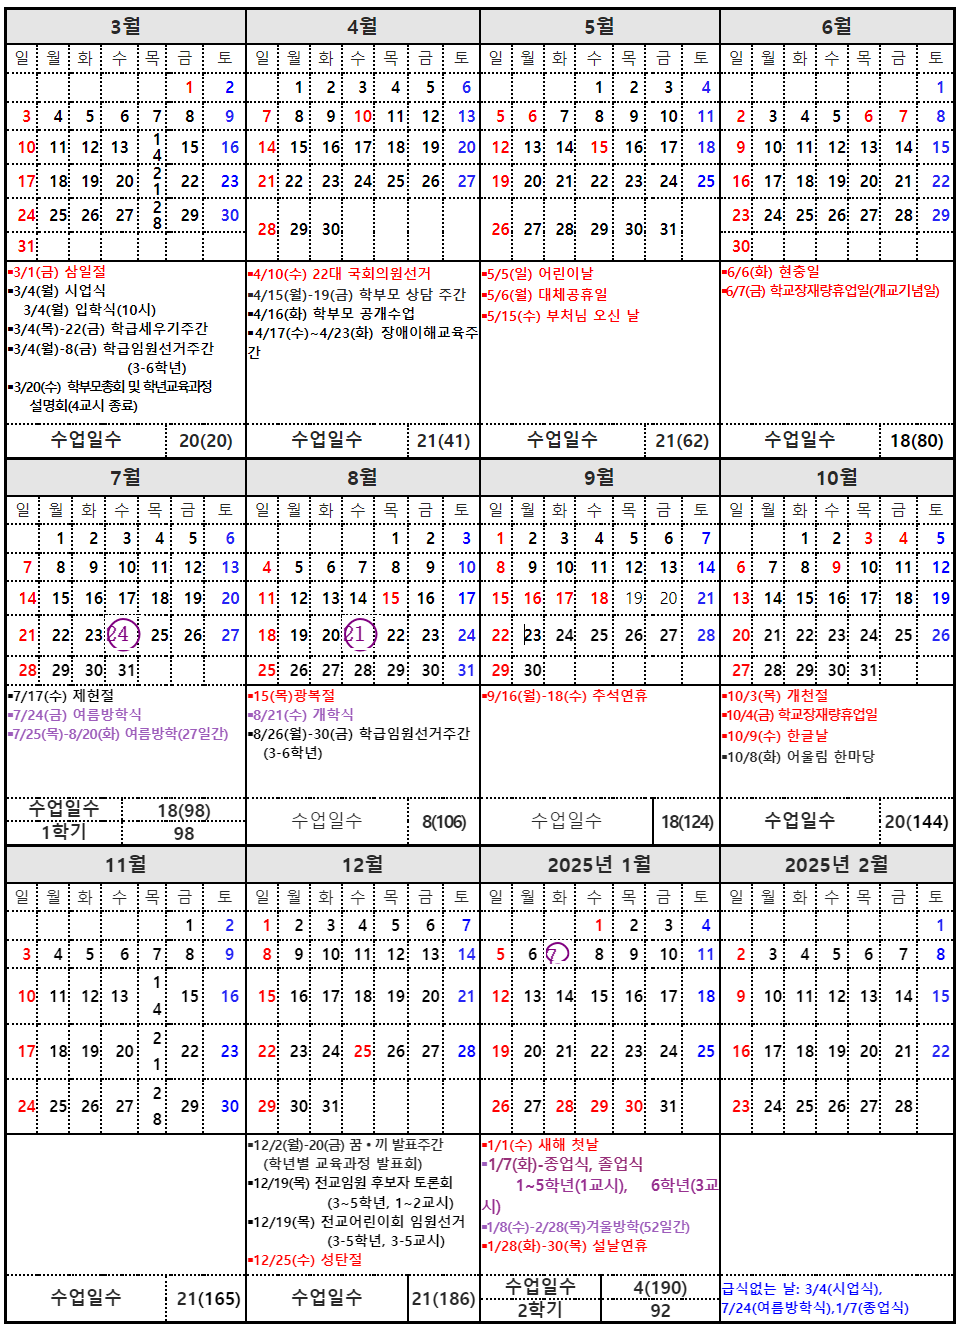 3월 4월 5월 6월
일 월 화 수 목 금 토 일 월 화 수 목 금 토 일 월 화 수 목 금 토 일 월 화 수 목 금 토
1 2 1 2 3 4 5 6 1 2 3 4 1
3 4 5 6 7 8 9 7 8 9 10 11 12 13 5 6 7 8 9 10 11 2 3 4 5 6 7 8
10 11 12 13 14 15 16 14 15 16 17 18 19 20 12 13 14 15 16 17 18 9 10 11 12 13 14 15
17 18 19 20 21 22 23 21 22 23 24 25 26 27 19 20 21 22 23 24 25 16 17 18 19 20 21 22
24 25 26 27 28 29 30 28 29 30 26 27 28 29 30 31 23 24 25 26 27 28 29
31 30
▪3/1(금) 삼일절
▪3/4(월) 시업식
3/4(월) 입학식(10시)
▪3/4(목)-22(금) 학급세우기주간
▪3/4(월)-8(금) 학급임원선거주간
(3-6학년)
▪3/20(수) 학부모총회 및 학년교육과정
설명회(4교시 종료)
▪4/10(수) 22대 국회의원선거
▪4/15(월)-19(금) 학부모 상담 주간
▪4/16(화) 학부모 공개수업
▪4/17(수)~4/23(화) 장애이해교육주
간
▪5/5(일) 어린이날
▪5/6(월) 대체공휴일
▪5/15(수) 부처님 오신 날
▪6/6(화) 현충일
▪6/7(금) 학교장재량휴업일(개교기념일)
수업일수 20(20) 수업일수 21(41) 수업일수 21(62) 수업일수 18(80)
7월 8월 9월 10월
일 월 화 수 목 금 토 일 월 화 수 목 금 토 일 월 화 수 목 금 토 일 월 화 수 목 금 토
1 2 3 4 5 6 1 2 3 1 2 3 4 5 6 7 1 2 3 4 5
7 8 9 10 11 12 13 4 5 6 7 8 9 10 8 9 10 11 12 13 14 6 7 8 9 10 11 12
14 15 16 17 18 19 20 11 12 13 14 15 16 17 15 16 17 18 19 20 21 13 14 15 16 17 18 19
21 22 23 24 25 26 27 18 19 20 21 22 23 24 22 23 24 25 26 27 28 20 21 22 23 24 25 26
28 29 30 31 25 26 27 28 29 30 31 29 30 27 28 29 30 31
▪7/17(수) 제헌절
▪7/24(금) 여름방학식
▪7/25(목)-8/20(화) 여름방학(27일간)
▪15(목)광복절
▪8/21(수) 개학식
▪8/26(월)-30(금) 학급임원선거주간
(3-6학년)
▪9/16(월)-18(수) 추석연휴
▪10/3(목) 개천절
▪10/4(금) 학교장재량휴업일
▪10/9(수) 한글날
▪10/8(화) 어울림 한마당
수업일수 18(98)
1학기 98
수업일수 8(106) 수업일수 18(124) 수업일수 20(144)
11월 12월 2025년 1월 2025년 2월
일 월 화 수 목 금 토 일 월 화 수 목 금 토 일 월 화 수 목 금 토 일 월 화 수 목 금 토
1 2 1 2 3 4 5 6 7 1 2 3 4 1
3 4 5 6 7 8 9 8 9 10 11 12 13 14 5 6 7 8 9 10 11 2 3 4 5 6 7 8
10 11 12 13 14 15 16 15 16 17 18 19 20 21 12 13 14 15 16 17 18 9 10 11 12 13 14 15
17 18 19 20 21 22 23 22 23 24 25 26 27 28 19 20 21 22 23 24 25 16 17 18 19 20 21 22
24 25 26 27 28 29 30 29 30 31 26 27 28 29 30 31 23 24 25 26 27 28
▪12/2(월)-20(금) 꿈•끼 발표주간
(학년별 교육과정 발표회)
▪12/19(목) 전교임원 후보자 토론회
(3~5학년, 1~2교시)
▪12/19(목) 전교어린이회 임원선거
(3-5학년, 3-5교시)
▪12/25(수) 성탄절
▪1/1(수) 새해 첫날
▪1/7(화)-종업식, 졸업식
1~5학년(1교시), 6학년(3교
시)
▪1/8(수)-2/28(목)겨울방학(52일간)
▪1/28(화)-30(목) 설날연휴
수업일수 21(165) 수업일수 21(186)
수업일수 4(190)
2학기 92
급식없는 날: 3/4(시업식),
7/24(여름방학식),1/7(종업식)